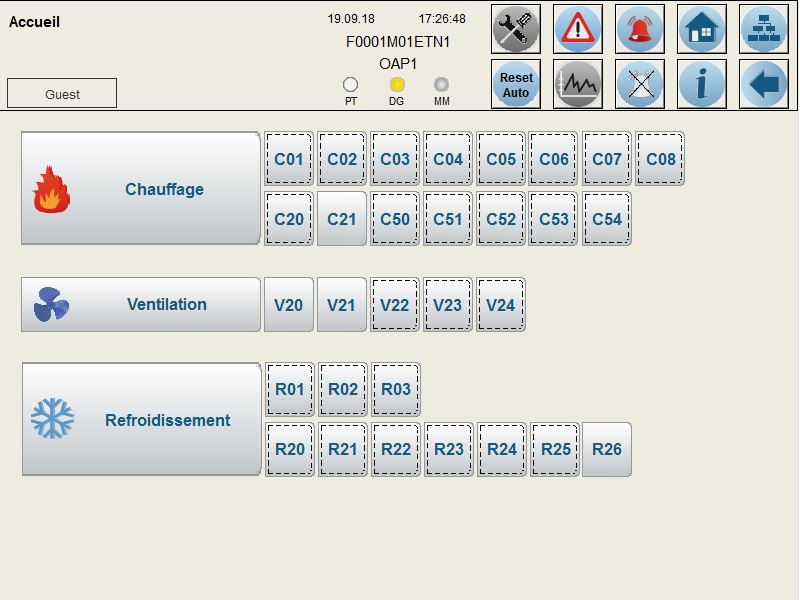 Accueil
19.09.18 17:26:48
F0001M01ETN1
OAP1
PT DG MM
Guest
Reset
Auto
Chauffage
C01 C02 C03 C04 C05 C06 C07 C08
C20 C21 C50 C51 C52 C53 C54
Ventilation
V20 V21 V22 V23 V24
Refroidissement
R01 R02 R03
R20 R21 R22 R23 R24 R25 R26